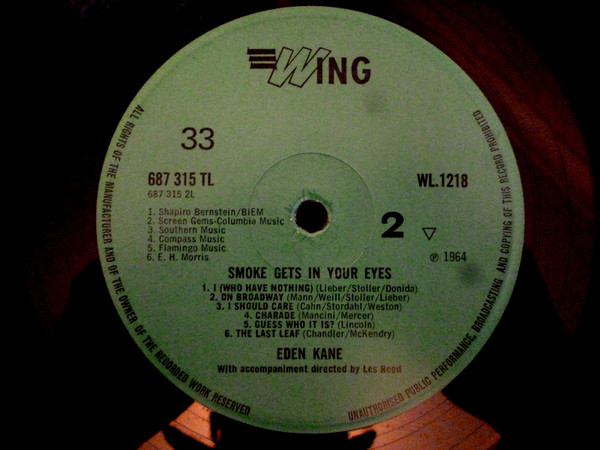 WING
33
687 315 TL
687 315 2L
WL.1218
1. Shapiro Bernstein/BIEM
2. Screen Gems-Columbia Music
3. Southern Music
4. Compass Music
5. Flamingo Music
6. E. H. Morris
2
℗ 1964
SMOKE GETS IN YOUR EYES
1. I (WHO HAVE NOTHING) (Lieber/Stoller/Donida)
2. ON BROADWAY (Mann/Weill/Stoller/Lieber)
3. I SHOULD CARE (Cahn/Stordahl/Weston)
4. CHARADE (Mancini/Mercer)
5. GUESS WHO IT IS? (Lincoln)
6. THE LAST LEAF (Chandler/McKendry)
EDEN KANE
With accompaniment directed by Les Reed
ALL RIGHTS OF THE MANUFACTURER AND OF THE OWNER OF THE RECORDED WORK RESERVED
UNAUTHORISED PUBLIC PERFORMANCE, BROADCASTING AND COPYING OF THIS RECORD PROHIBITED